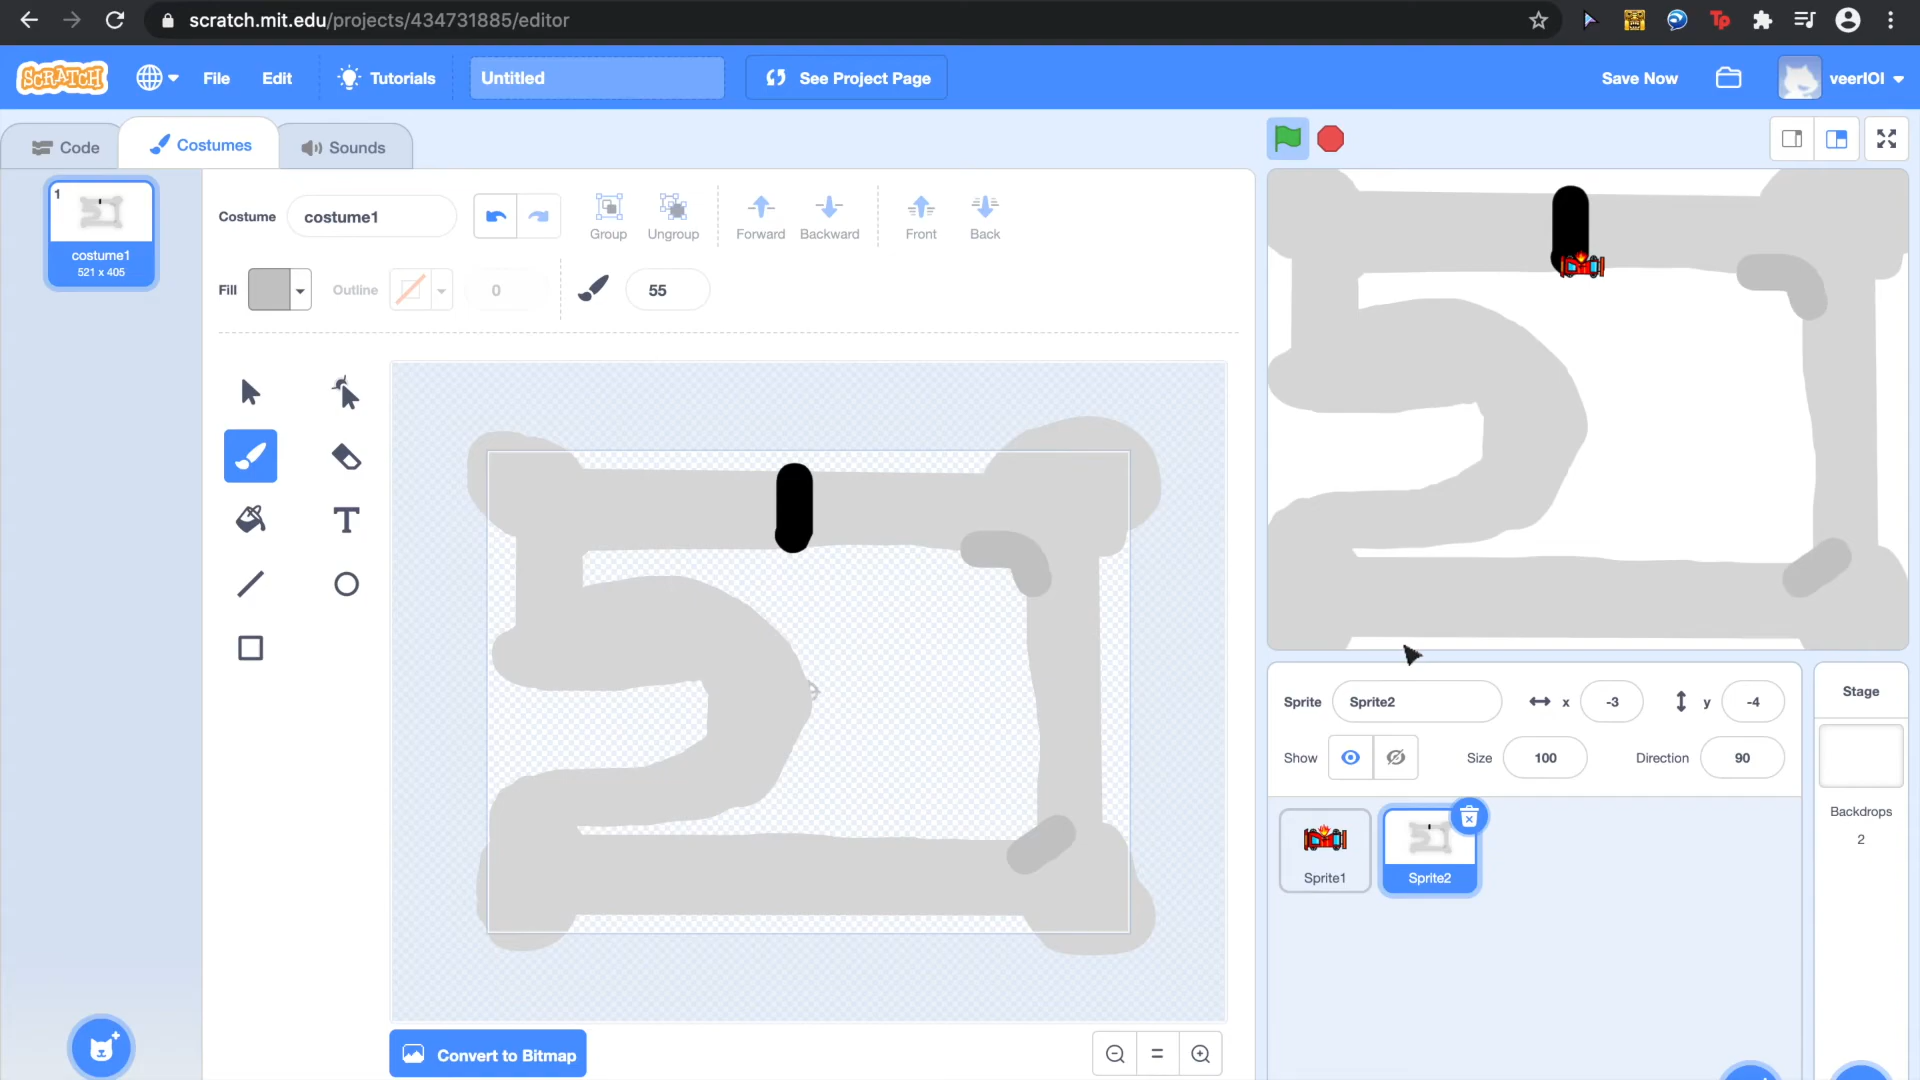 scratch.mit.edu/projects/434731885/editor
Tp
SCRATCH
File
Edit
Tutorials
Untitled
See Project Page
Save Now
veerIOI
Code
Costumes
Sounds
1
costume1
521 x 405
Costume
costume1
Group
Ungroup
Forward
Backward
Front
Back
Fill
Outline
0
55
T
Convert to Bitmap
Sprite
Sprite2
x
-3
y
-4
Show
Size
100
Direction
90
Sprite1
Sprite2
Stage
Backdrops
2